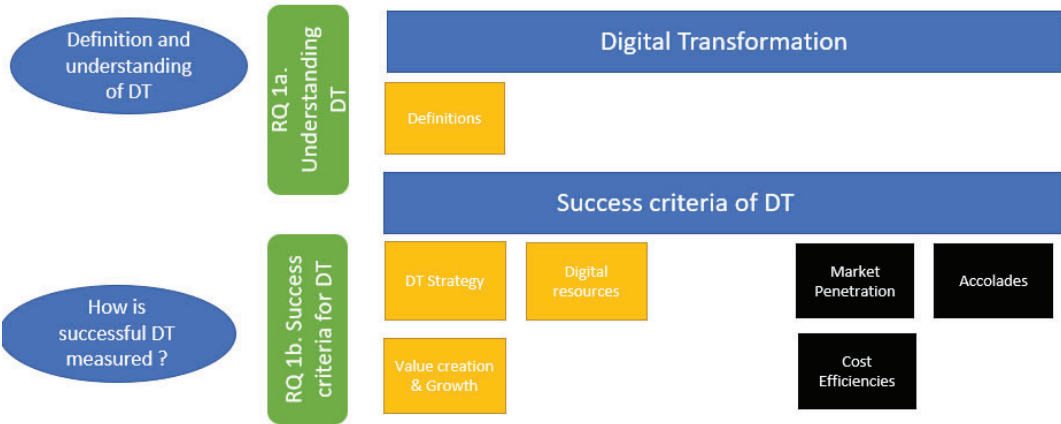 Definition and
understanding
of DT
RQ 1a.
Understanding
DT
Digital Transformation
Definitions
Success criteria of DT
How is
successful DT
measured ?
RQ 1b. Success
criteria for DT
DT Strategy
Digital
resources
Market
Penetration
Accolades
Value creation
& Growth
Cost
Efficiencies